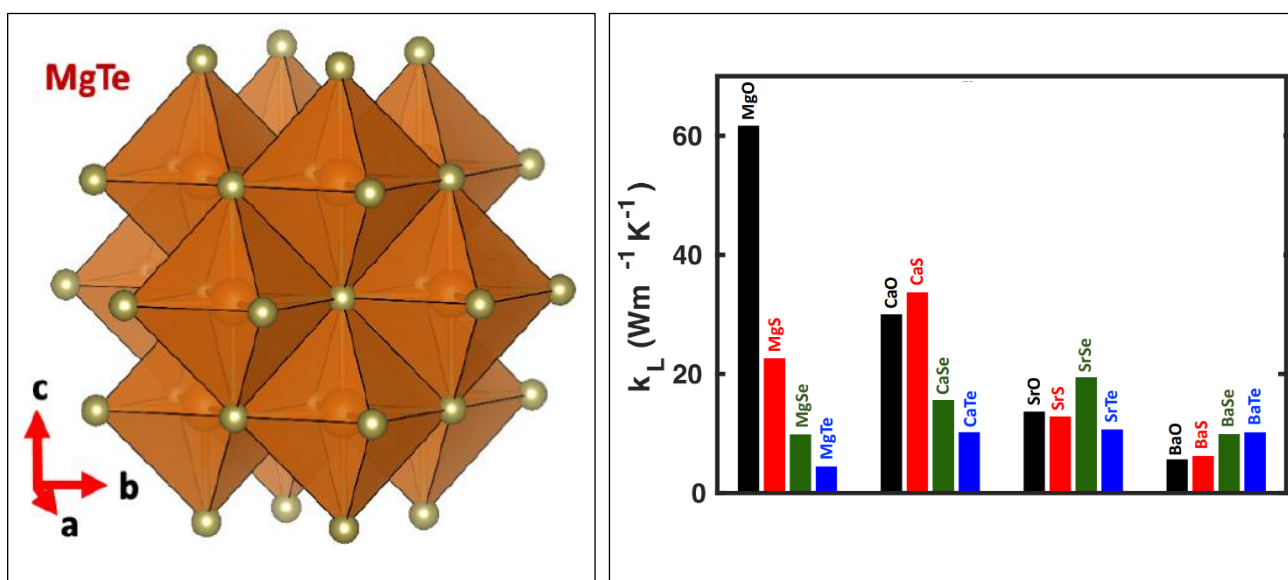 MgTe
c
b
a
k_L (Wm⁻¹ K⁻¹)
60
40
20
0
MgO
MgS
MgSe
MgTe
CaO
CaS
CaSe
CaTe
SrO
SrS
SrSe
SrTe
BaO
BaS
BaSe
BaTe